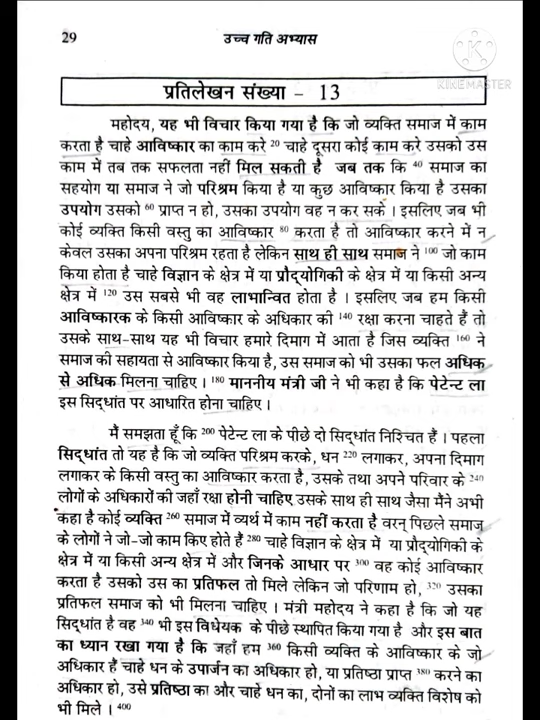 29
उच्च गति अभ्यास
KINEMASTER
प्रतिलेखन संख्या - 13
महोदय, यह भी विचार किया गया है कि जो व्यक्ति समाज में काम
करता है चाहे आविष्कार का काम करे 20 चाहे दूसरा कोई काम करे उसको उस
काम में तब तक सफलता नहीं मिल सकती है जब तक कि 40 समाज का
सहयोग या समाज ने जो परिश्रम किया है या कुछ आविष्कार किया है उसका
उपयोग उसको 60 प्राप्त न हो, उसका उपयोग वह न कर सके । इसलिए जब भी
कोई व्यक्ति किसी वस्तु का आविष्कार 80 करता है तो आविष्कार करने में न
केवल उसका अपना परिश्रम रहता है लेकिन साथ ही साथ समाज ने 100 जो काम
किया होता है चाहे विज्ञान के क्षेत्र में या प्रौद्योगिकी के क्षेत्र में या किसी अन्य
क्षेत्र में 120 उस सबसे भी वह लाभान्वित होता है । इसलिए जब हम किसी
आविष्कारक के किसी आविष्कार के अधिकार की 140 रक्षा करना चाहते हैं तो
उसके साथ-साथ यह भी विचार हमारे दिमाग में आता है जिस व्यक्ति 160 ने
समाज की सहायता से आविष्कार किया है, उस समाज को भी उसका फल अधिक
से अधिक मिलना चाहिए । 180 माननीय मंत्री जी ने भी कहा है कि पेटेन्ट ला
इस सिद्धांत पर आधारित होना चाहिए ।
मैं समझता हूँ कि 200 पेटेन्ट ला के पीछे दो सिद्धांत निश्चित हैं । पहला
सिद्धांत तो यह है कि जो व्यक्ति परिश्रम करके, धन 220 लगाकर, अपना दिमाग
लगाकर के किसी वस्तु का आविष्कार करता है, उसके तथा अपने परिवार के 240
लोगों के अधिकारों की जहाँ रक्षा होनी चाहिए उसके साथ ही साथ जैसा मैंने अभी
कहा है कोई व्यक्ति 260 समाज में व्यर्थ में काम नहीं करता है वरन् पिछले समाज
के लोगों ने जो-जो काम किए होते हैं 280 चाहे विज्ञान के क्षेत्र में या प्रौद्योगिकी के
क्षेत्र में या किसी अन्य क्षेत्र में और जिनके आधार पर 300 वह कोई आविष्कार
करता है उसको उस का प्रतिफल तो मिले लेकिन जो परिणाम हो, 320 उसका
प्रतिफल समाज को भी मिलना चाहिए । मंत्री महोदय ने कहा है कि जो यह
सिद्धांत है वह 340 भी इस विधेयक के पीछे स्थापित किया गया है और इस बात
का ध्यान रखा गया है कि जहाँ हम 360 किसी व्यक्ति के आविष्कार के जो
अधिकार हैं चाहे धन के उपार्जन का अधिकार हो, या प्रतिष्ठा प्राप्त 380 करने का
अधिकार हो, उसे प्रतिष्ठा का और चाहे धन का, दोनों का लाभ व्यक्ति विशेष को
भी मिले । 400